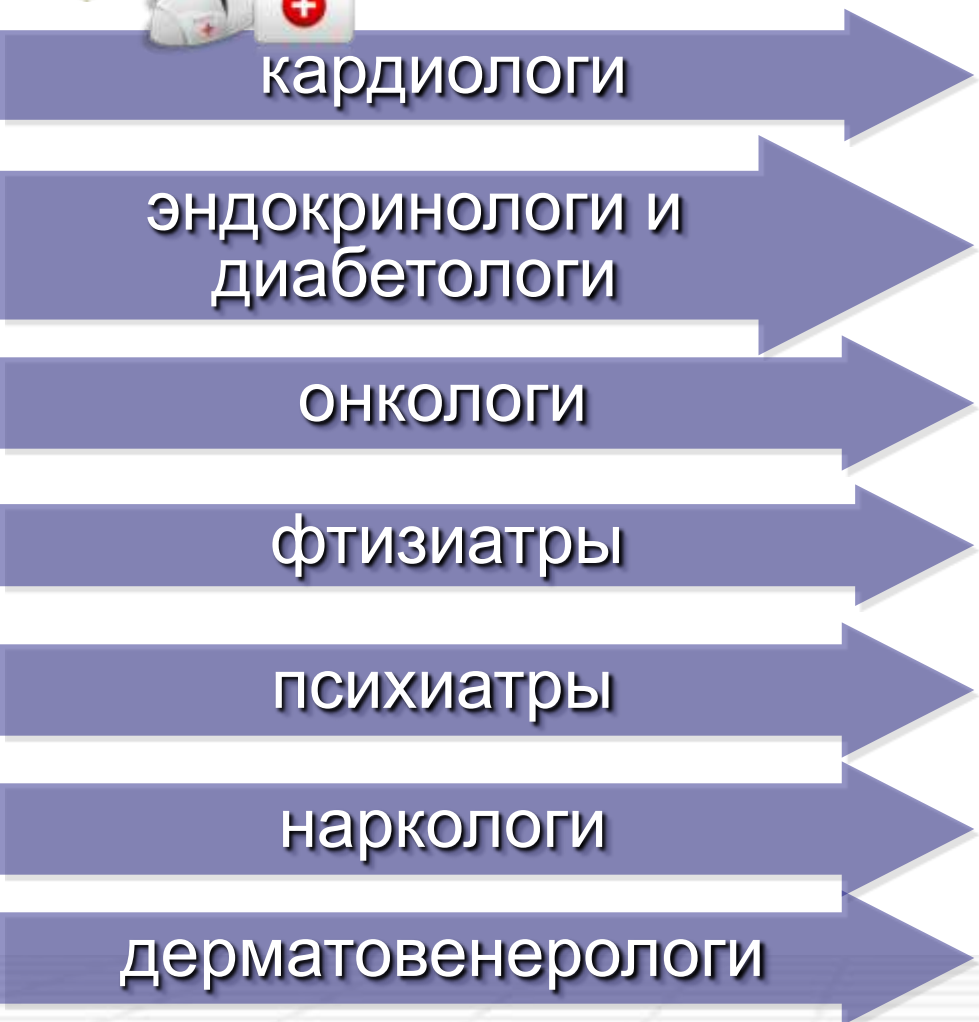 кардиологи
эндокринологи и
диабетологи
онкологи
фтизиатры
психиатры
наркологи
дерматовенерологи